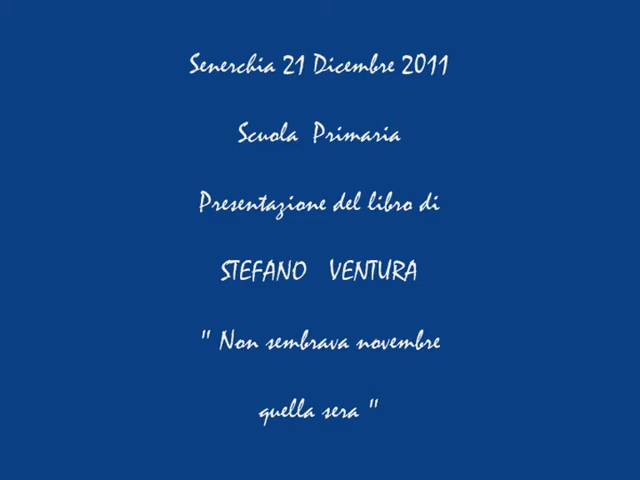 Senerchia 21 Dicembre 2011
Scuola Primaria
Presentazione del libro di
STEFANO VENTURA
" Non sembrava novembre
quella sera "